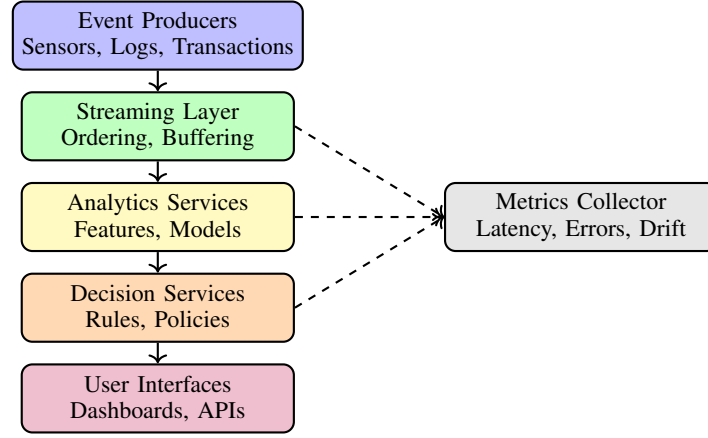 Event Producers
Sensors, Logs, Transactions
Streaming Layer
Ordering, Buffering
Analytics Services
Features, Models
Metrics Collector
Latency, Errors, Drift
Decision Services
Rules, Policies
User Interfaces
Dashboards, APIs